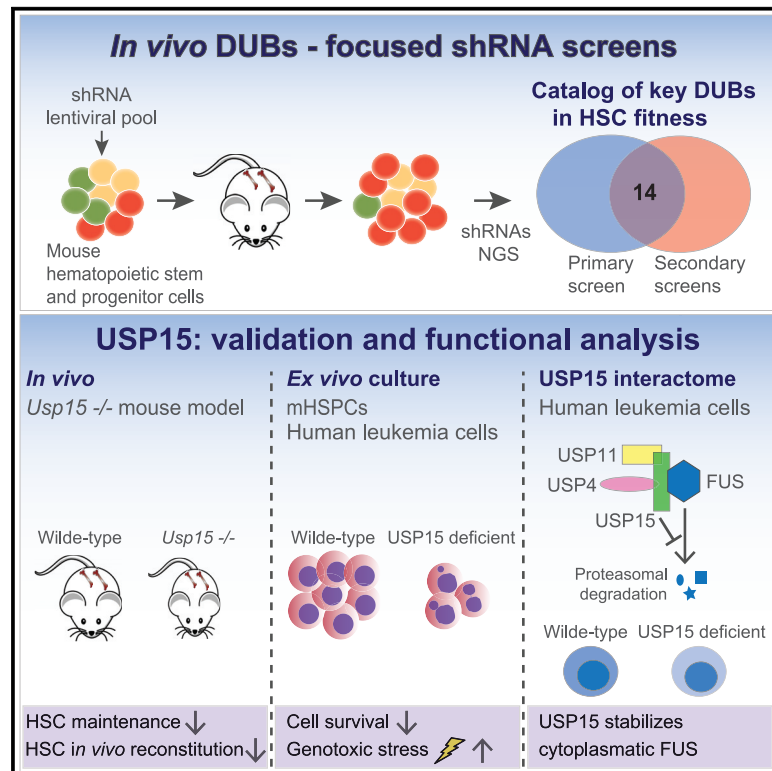 In vivo DUBs - focused shRNA screens
shRNA
lentiviral pool
Mouse
hematopoietic stem
and progenitor cells
shRNAs
NGS
Catalog of key DUBs
in HSC fitness
14
Primary
screen
Secondary
screens
USP15: validation and functional analysis
In vivo
Usp15 -/- mouse model
Wilde-type
Usp15 -/-
HSC maintenance ↓
HSC in vivo reconstitution ↓
Ex vivo culture
mHSPCs
Human leukemia cells
Wilde-type
USP15 deficient
Cell survival ↓
Genotoxic stress ↑
USP15 interactome
Human leukemia cells
USP11
USP4
FUS
USP15
Proteasomal
degradation
Wilde-type
USP15 deficient
USP15 stabilizes
cytoplasmatic FUS